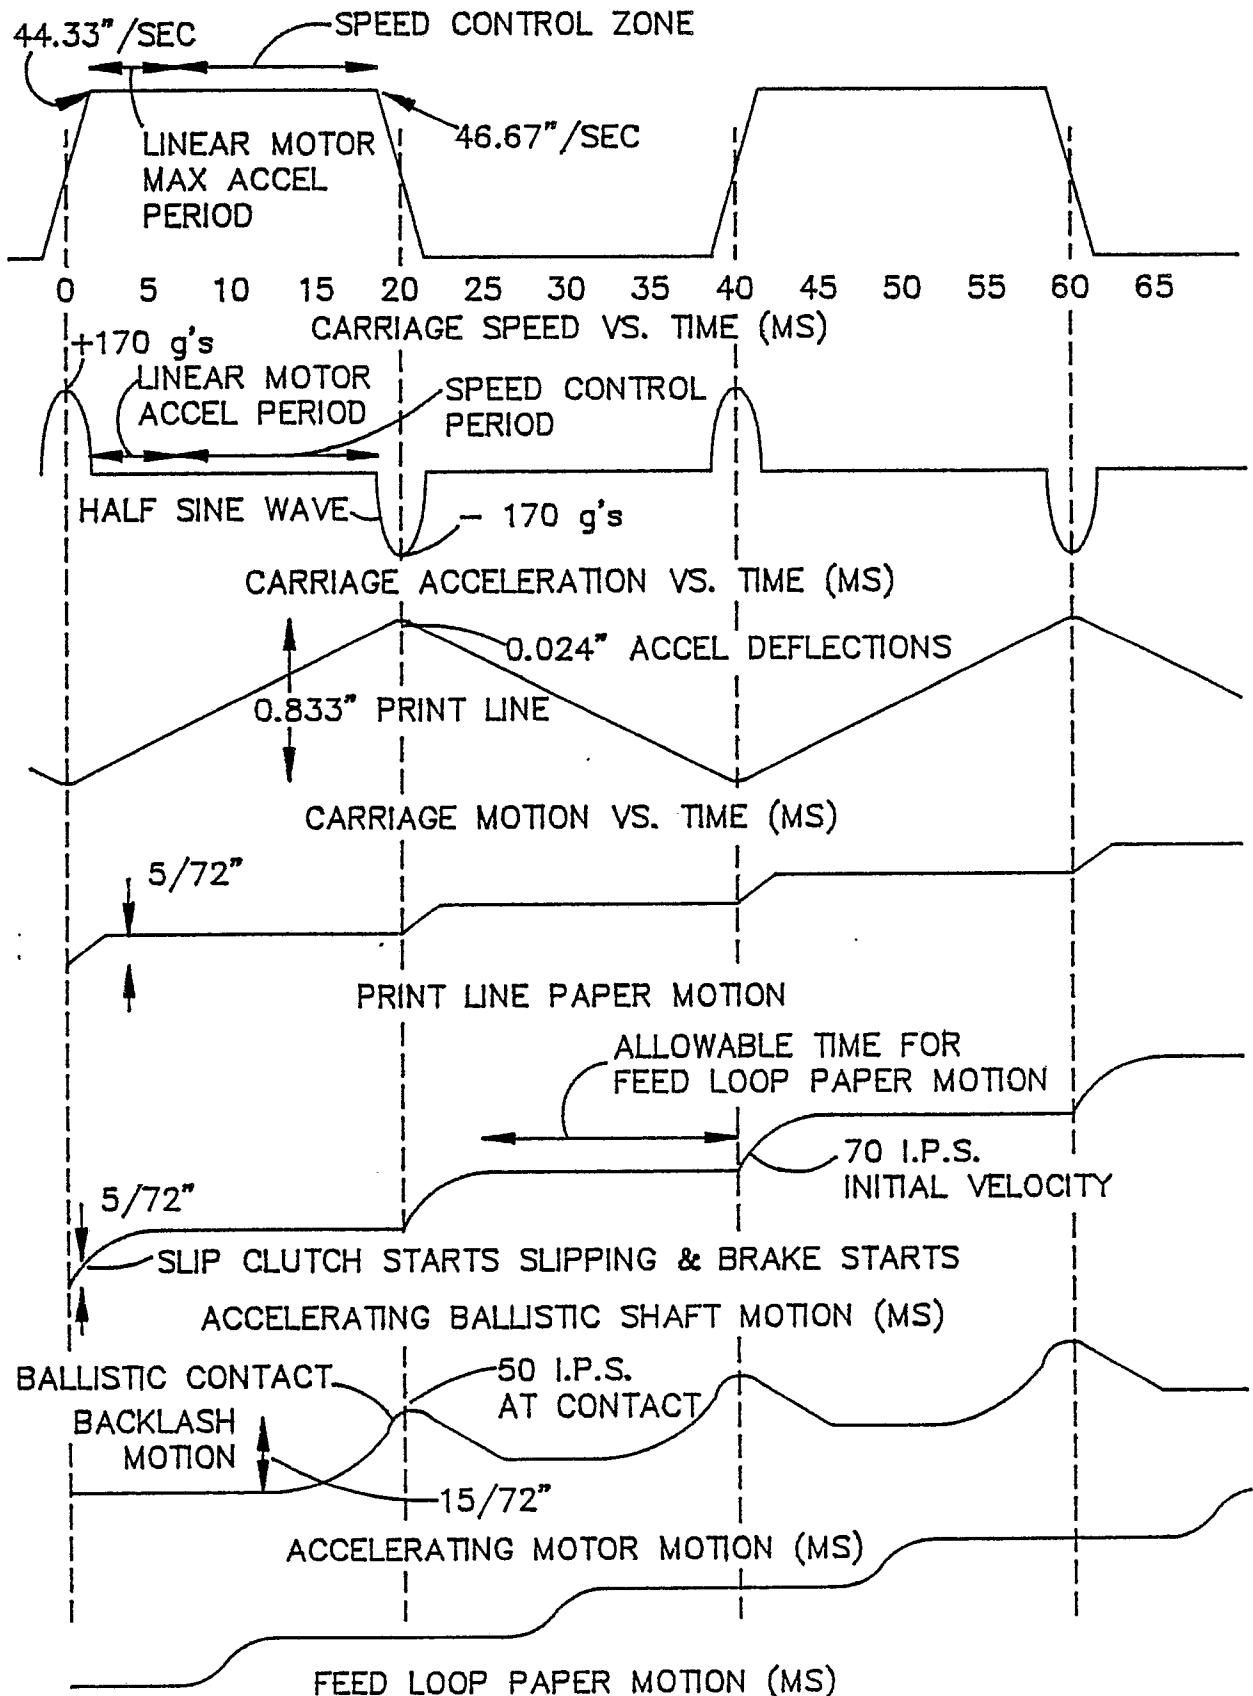 44.33"/SEC
SPEED CONTROL ZONE
LINEAR MOTOR
MAX ACCEL
PERIOD
46.67"/SEC
0 5 10 15 20 25 30 35 40 45 50 55 60 65
CARRIAGE SPEED VS. TIME (MS)
+170 g's
LINEAR MOTOR
ACCEL PERIOD
SPEED CONTROL
PERIOD
HALF SINE WAVE
- 170 g's
CARRIAGE ACCELERATION VS. TIME (MS)
0.024" ACCEL DEFLECTIONS
0.833" PRINT LINE
CARRIAGE MOTION VS. TIME (MS)
5/72"
PRINT LINE PAPER MOTION
ALLOWABLE TIME FOR
FEED LOOP PAPER MOTION
70 I.P.S.
INITIAL VELOCITY
5/72"
SLIP CLUTCH STARTS SLIPPING & BRAKE STARTS
ACCELERATING BALLISTIC SHAFT MOTION (MS)
BALLISTIC CONTACT
50 I.P.S.
AT CONTACT
BACKLASH
MOTION
15/72"
ACCELERATING MOTOR MOTION (MS)
FEED LOOP PAPER MOTION (MS)